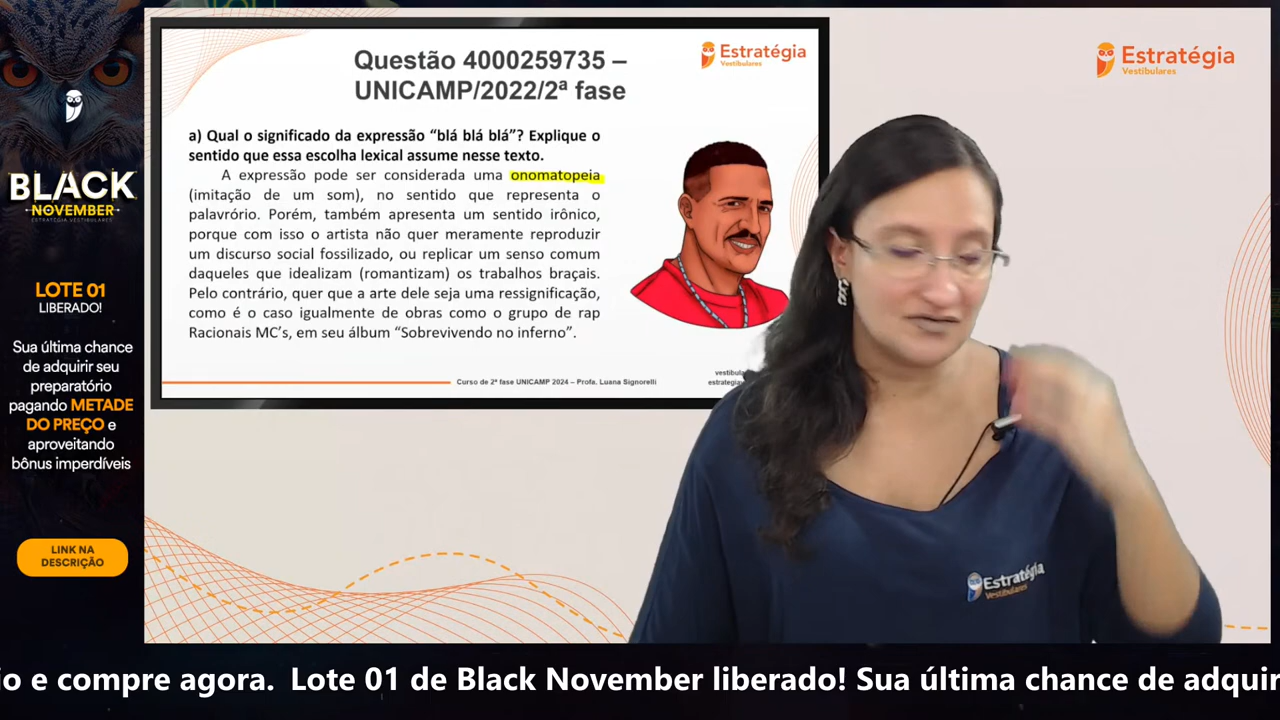 BLACK
NOVEMBER
ESTRATÉGIA VESTIBULARES
LOTE 01
LIBERADO!
Sua última chance
de adquirir seu
preparatório
pagando METADE
DO PREÇO e
aproveitando
bônus imperdíveis
LINK NA
DESCRIÇÃO
Questão 4000259735 –
UNICAMP/2022/2ª fase
Estratégia
Vestibulares
a) Qual o significado da expressão “blá blá blá”? Explique o
sentido que essa escolha lexical assume nesse texto.
A expressão pode ser considerada uma onomatopeia
(imitação de um som), no sentido que representa o
palavrório. Porém, também apresenta um sentido irônico,
porque com isso o artista não quer meramente reproduzir
um discurso social fossilizado, ou replicar um senso comum
daqueles que idealizam (romantizam) os trabalhos braçais.
Pelo contrário, quer que a arte dele seja uma ressignificação,
como é o caso igualmente de obras como o grupo de rap
Racionais MC’s, em seu álbum “Sobrevivendo no inferno”.
Curso de 2ª fase UNICAMP 2024 – Profa. Luana Signorelli
Estratégia
Vestibulares
Estratégia
Vestibulares
e compre agora. Lote 01 de Black November liberado! Sua última chance de